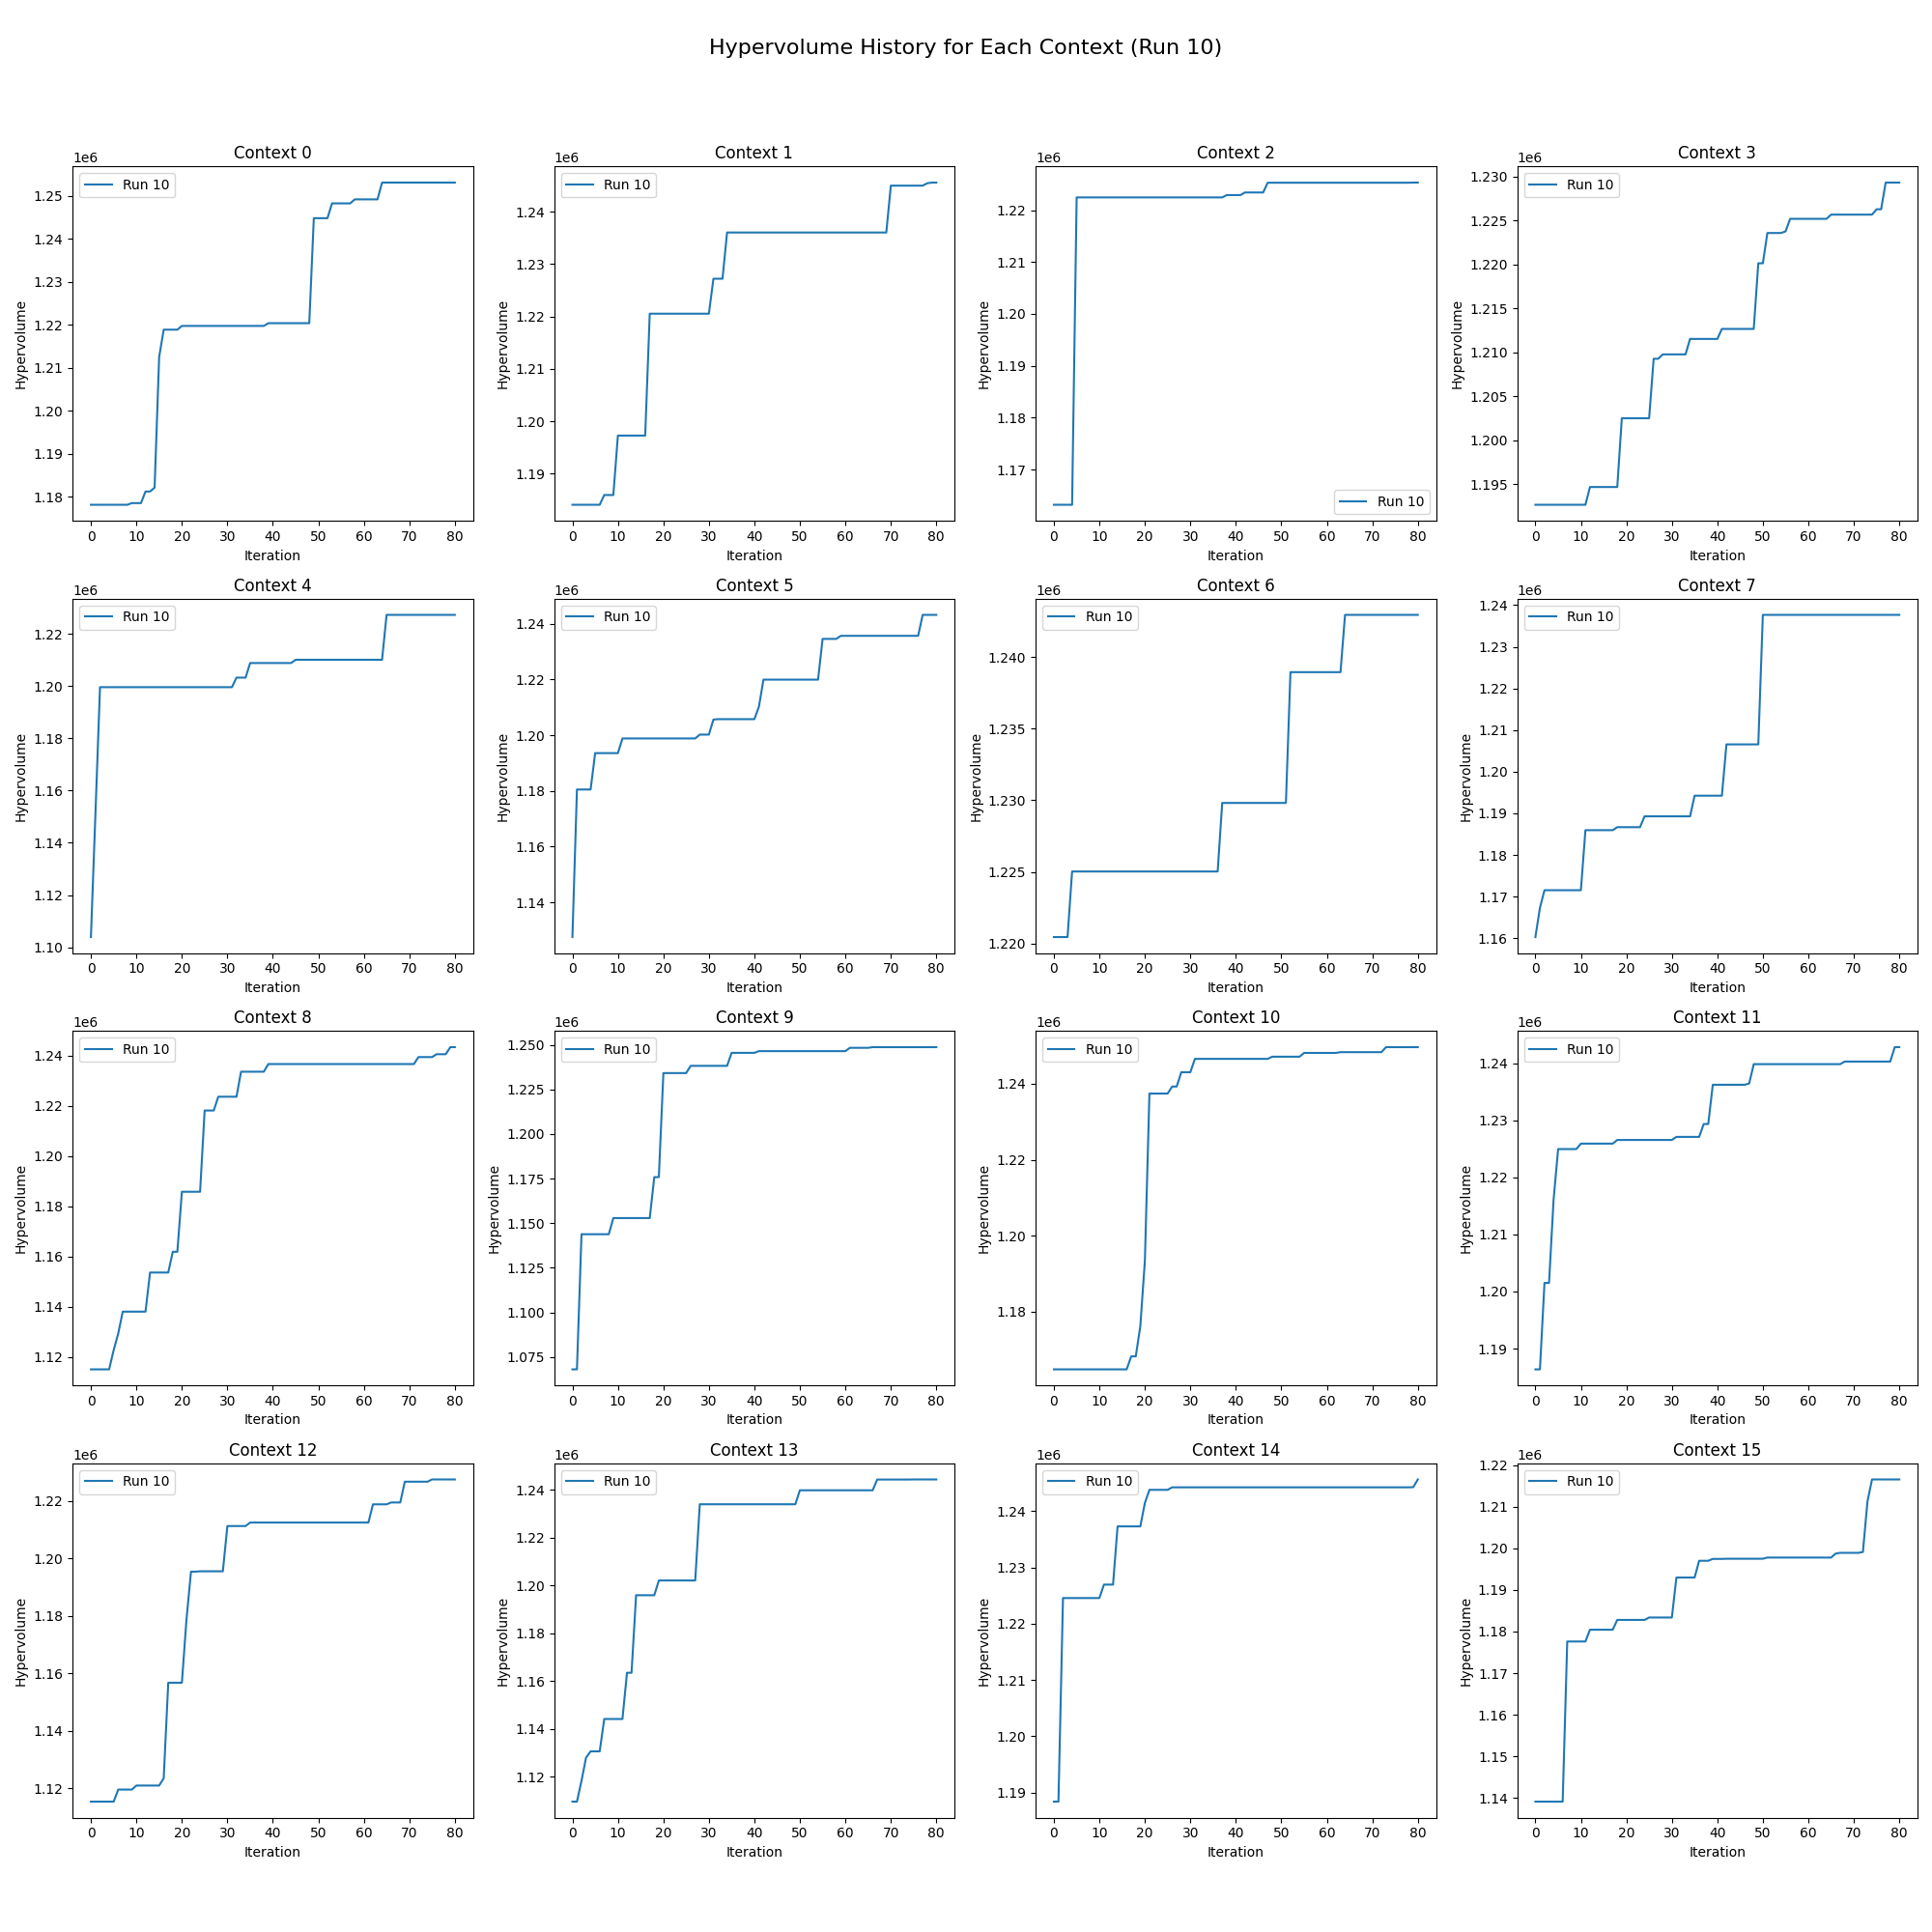 Hypervolume History for Each Context (Run 10)
Context 0
1e6
Run 10
1.25
1.24
1.23
1.22
1.21
1.20
1.19
1.18
Hypervolume
0 10 20 30 40 50 60 70 80
Iteration
Context 1
1e6
Run 10
1.24
1.23
1.22
1.21
1.20
1.19
Hypervolume
0 10 20 30 40 50 60 70 80
Iteration
Context 2
1e6
1.22
1.21
1.20
1.19
1.18
1.17
Hypervolume
Run 10
0 10 20 30 40 50 60 70 80
Iteration
Context 3
1e6
Run 10
1.230
1.225
1.220
1.215
1.210
1.205
1.200
1.195
Hypervolume
0 10 20 30 40 50 60 70 80
Iteration
Context 4
1e6
Run 10
1.22
1.20
1.18
1.16
1.14
1.12
1.10
Hypervolume
0 10 20 30 40 50 60 70 80
Iteration
Context 5
1e6
Run 10
1.24
1.22
1.20
1.18
1.16
1.14
Hypervolume
0 10 20 30 40 50 60 70 80
Iteration
Context 6
1e6
Run 10
1.240
1.235
1.230
1.225
1.220
Hypervolume
0 10 20 30 40 50 60 70 80
Iteration
Context 7
1e6
Run 10
1.24
1.23
1.22
1.21
1.20
1.19
1.18
1.17
1.16
Hypervolume
0 10 20 30 40 50 60 70 80
Iteration
Context 8
1e6
Run 10
1.24
1.22
1.20
1.18
1.16
1.14
1.12
Hypervolume
0 10 20 30 40 50 60 70 80
Iteration
Context 9
1e6
Run 10
1.250
1.225
1.200
1.175
1.150
1.125
1.100
1.075
Hypervolume
0 10 20 30 40 50 60 70 80
Iteration
Context 10
1e6
Run 10
1.24
1.22
1.20
1.18
Hypervolume
0 10 20 30 40 50 60 70 80
Iteration
Context 11
1e6
Run 10
1.24
1.23
1.22
1.21
1.20
1.19
Hypervolume
0 10 20 30 40 50 60 70 80
Iteration
Context 12
1e6
Run 10
1.22
1.20
1.18
1.16
1.14
1.12
Hypervolume
0 10 20 30 40 50 60 70 80
Iteration
Context 13
1e6
Run 10
1.24
1.22
1.20
1.18
1.16
1.14
1.12
Hypervolume
0 10 20 30 40 50 60 70 80
Iteration
Context 14
1e6
Run 10
1.24
1.23
1.22
1.21
1.20
1.19
Hypervolume
0 10 20 30 40 50 60 70 80
Iteration
Context 15
1e6
Run 10
1.22
1.21
1.20
1.19
1.18
1.17
1.16
1.15
1.14
Hypervolume
0 10 20 30 40 50 60 70 80
Iteration